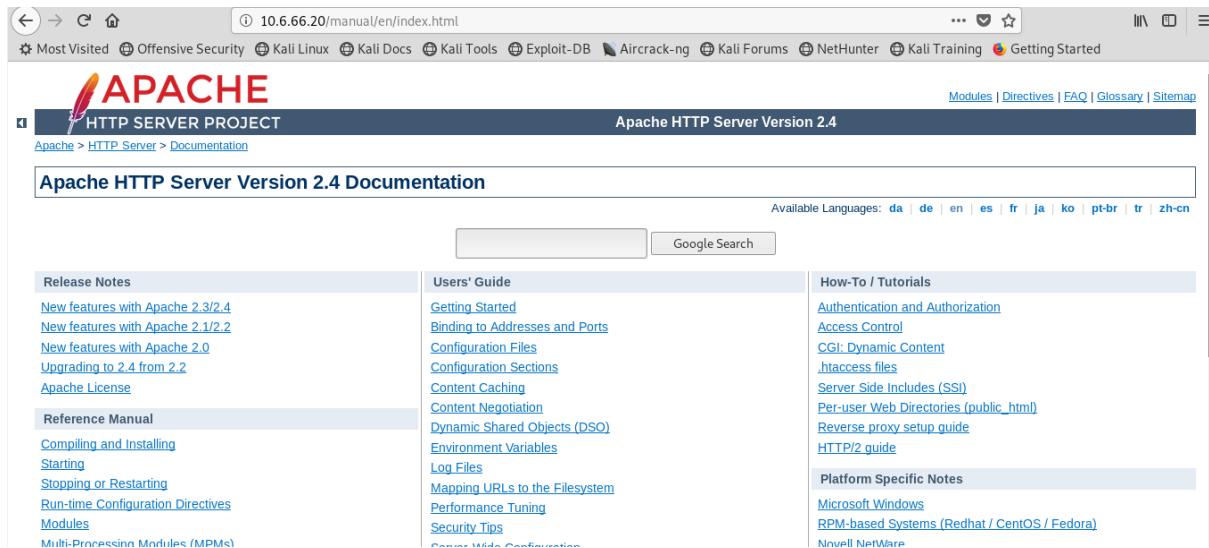 10.6.66.20/manual/en/index.html
Most Visited Offensive Security Kali Linux Kali Docs Kali Tools Exploit-DB Aircrack-ng Kali Forums NetHunter Kali Training Getting Started
APACHE
HTTP SERVER PROJECT
Modules | Directives | FAQ | Glossary | Sitemap
Apache HTTP Server Version 2.4
Apache > HTTP Server > Documentation
Apache HTTP Server Version 2.4 Documentation
Available Languages: da | de | en | es | fr | ja | ko | pt-br | tr | zh-cn
Google Search
Release Notes
New features with Apache 2.3/2.4
New features with Apache 2.1/2.2
New features with Apache 2.0
Upgrading to 2.4 from 2.2
Apache License
Reference Manual
Compiling and Installing
Starting
Stopping or Restarting
Run-time Configuration Directives
Modules
Multi-Processing Modules (MPMs)
Users' Guide
Getting Started
Binding to Addresses and Ports
Configuration Files
Configuration Sections
Content Caching
Content Negotiation
Dynamic Shared Objects (DSO)
Environment Variables
Log Files
Mapping URLs to the Filesystem
Performance Tuning
Security Tips
Server-Wide Configuration
How-To / Tutorials
Authentication and Authorization
Access Control
CGI: Dynamic Content
.htaccess files
Server Side Includes (SSI)
Per-user Web Directories (public_html)
Reverse proxy setup guide
HTTP/2 guide
Platform Specific Notes
Microsoft Windows
RPM-based Systems (Redhat / CentOS / Fedora)
Novell NetWare